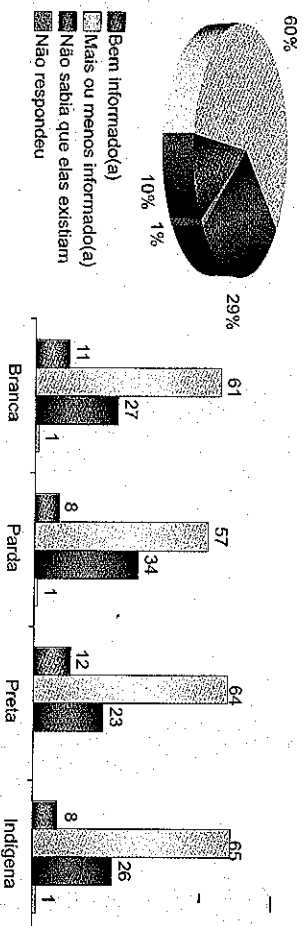 60%
29%
10%
1%
Bem informado(a)
Mais ou menos informado(a)
Não sabia que elas existiam
Não respondeu
11
61
27
1
Branca
8
57
34
1
Parda
12
64
23
Preta
8
65
26
1
Indígena